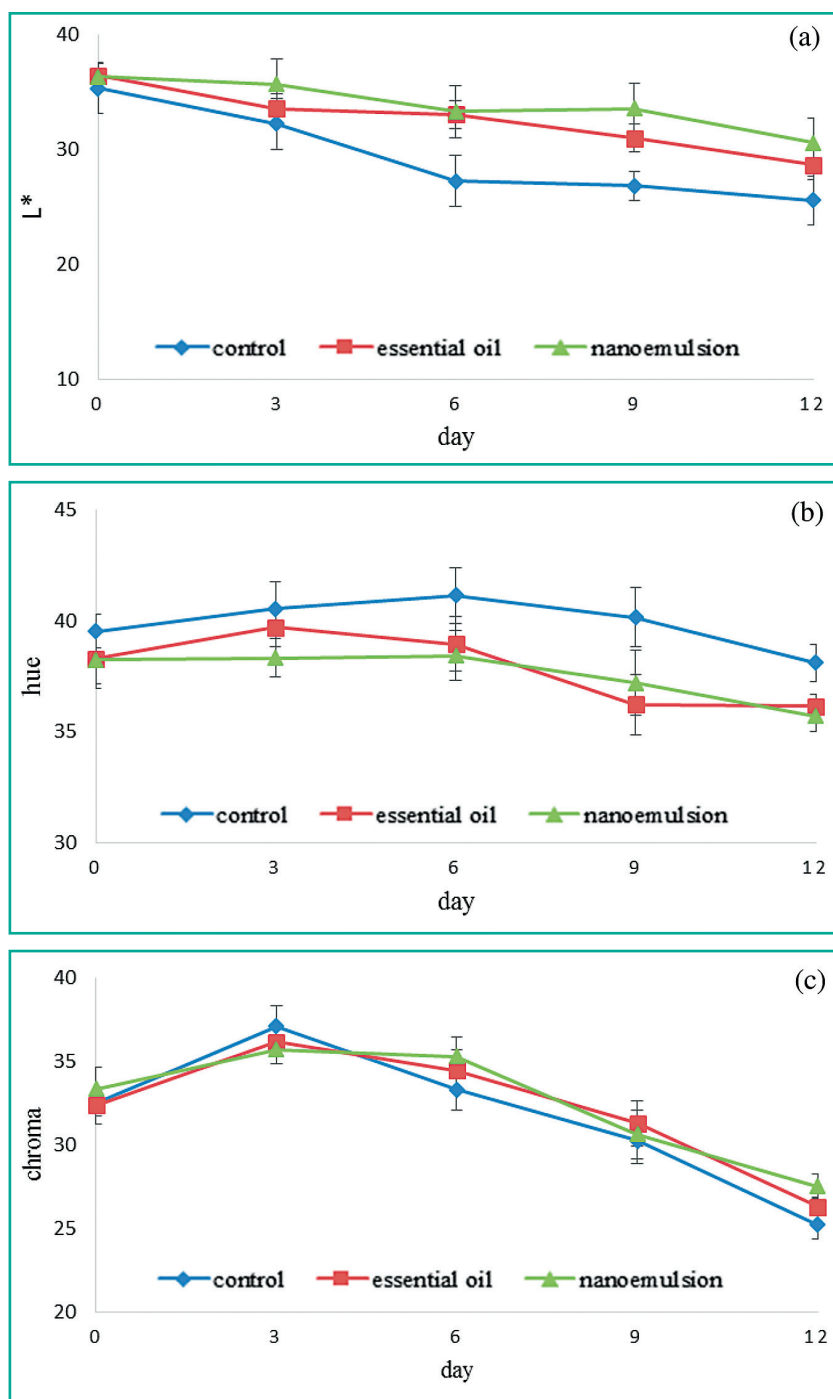 (a)
40
30
20
10
L*
control essential oil nanoemulsion
0 3 6 9 12
day
(b)
45
40
35
30
hue
control essential oil nanoemulsion
0 3 6 9 12
day
(c)
40
35
30
25
20
chroma
control essential oil nanoemulsion
0 3 6 9 12
day